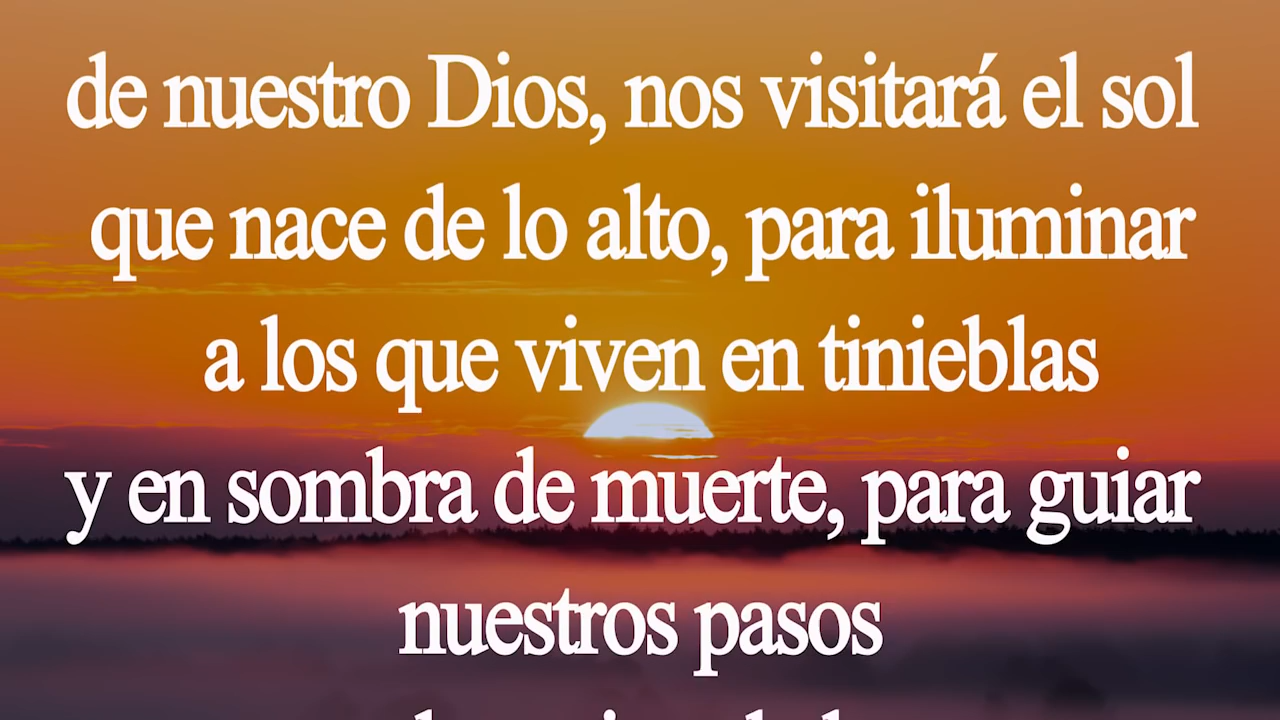 de nuestro Dios, nos visitará el sol
que nace de lo alto, para iluminar
a los que viven en tinieblas
y en sombra de muerte, para guiar
nuestros pasos